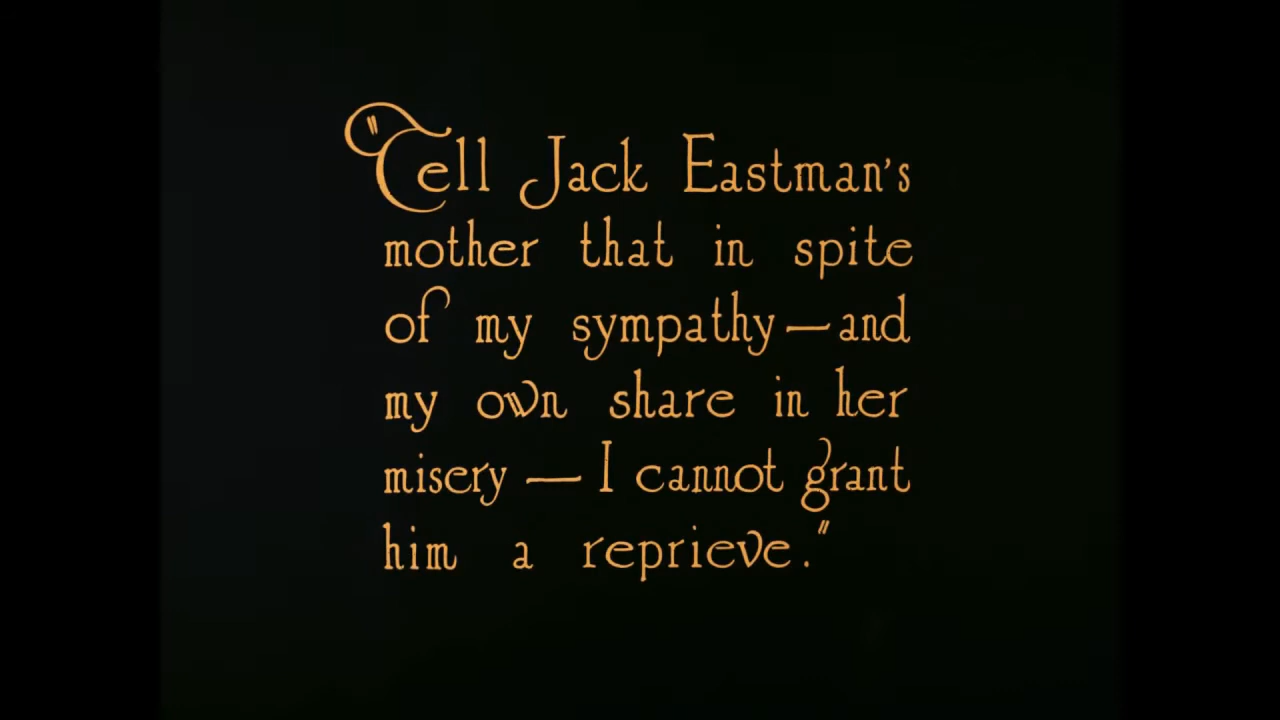 "Tell Jack Eastman's
mother that in spite
of my sympathy—and
my own share in her
misery — I cannot grant
him a reprieve."